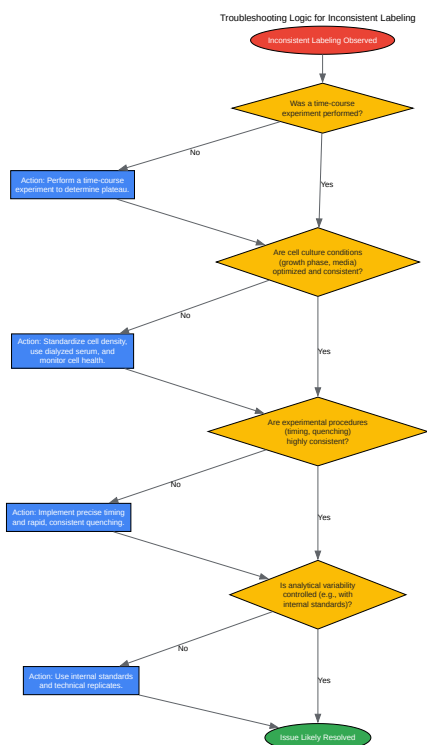 Troubleshooting Logic for Inconsistent Labeling
Inconsistent Labeling Observed
Was a time-course
experiment performed?
No
Yes
Action: Perform a time-course
experiment to determine plateau.
Are cell culture conditions
(growth phase, media)
optimized and consistent?
No
Yes
Action: Standardize cell density,
use dialyzed serum, and
monitor cell health.
Are experimental procedures
(timing, quenching)
highly consistent?
No
Yes
Action: Implement precise timing
and rapid, consistent quenching.
Is analytical variability
controlled (e.g., with
internal standards)?
No
Yes
Action: Use internal standards
and technical replicates.
Issue Likely Resolved